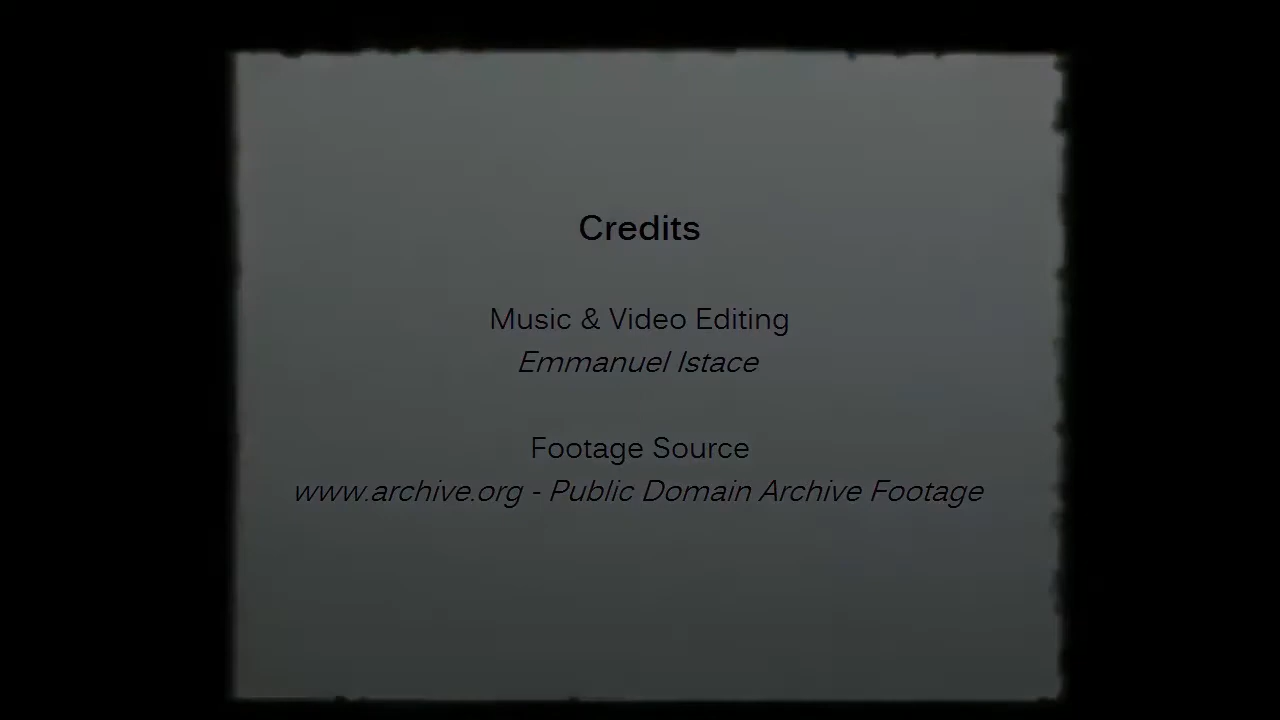 Credits
Music & Video Editing
Emmanuel Istace
Footage Source
www.archive.org - Public Domain Archive Footage